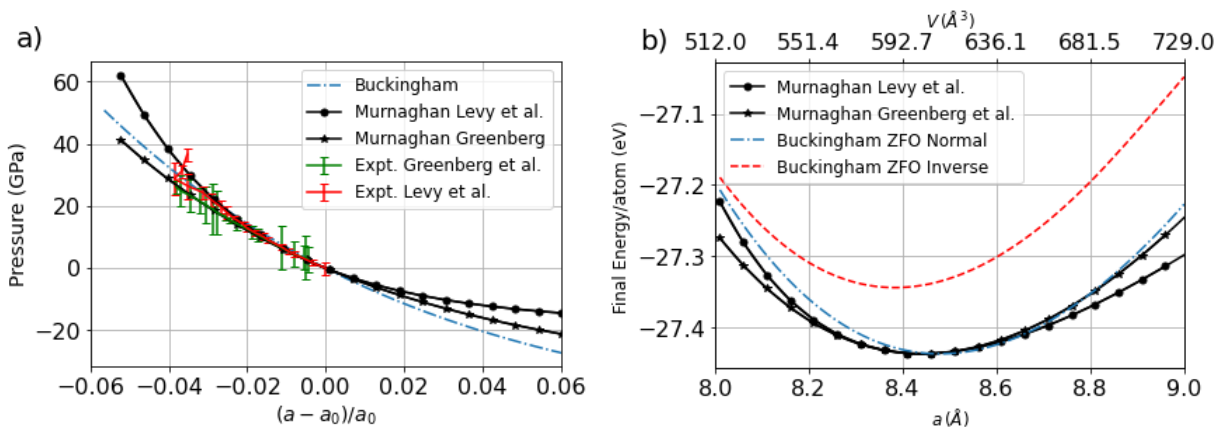 a)
60
40
20
0
−20
Pressure (GPa)
−0.06
−0.04
−0.02
0.00
0.02
0.04
0.06
(a − a₀)/a₀
Buckingham
Murnaghan Levy et al.
Murnaghan Greenberg
Expt. Greenberg et al.
Expt. Levy et al.
b)
V(Å³)
512.0
551.4
592.7
636.1
681.5
729.0
−27.1
−27.2
−27.3
−27.4
Final Energy/atom (eV)
Murnaghan Levy et al.
Murnaghan Greenberg et al.
Buckingham ZFO Normal
Buckingham ZFO Inverse
8.0
8.2
8.4
8.6
8.8
9.0
a(Å)